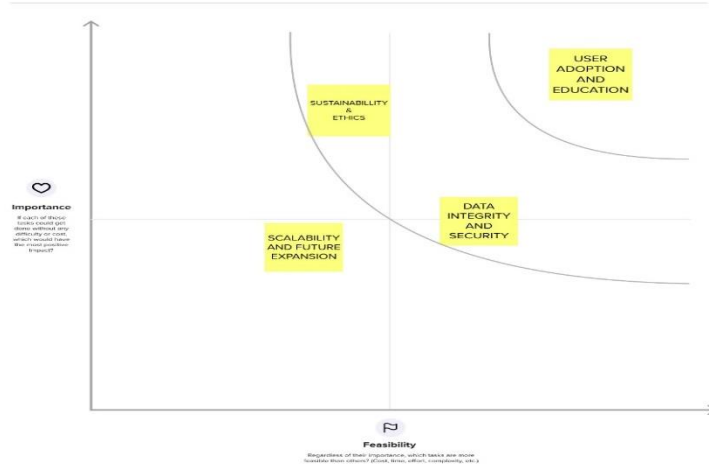 USER
ADOPTION
AND
EDUCATION
SUSTAINABILLITY
&
ETHICS
DATA
INTEGRITY
AND
SECURITY
SCALABILITY
AND FUTURE
EXPANSION
Importance
If each of these
tasks could get
done without any
difficulty or cost,
which would have
the most positive
impact?
Feasibility
Regardless of their importance, which tasks are more
feasible than others? (Cost, time, effort, complexity, etc.)